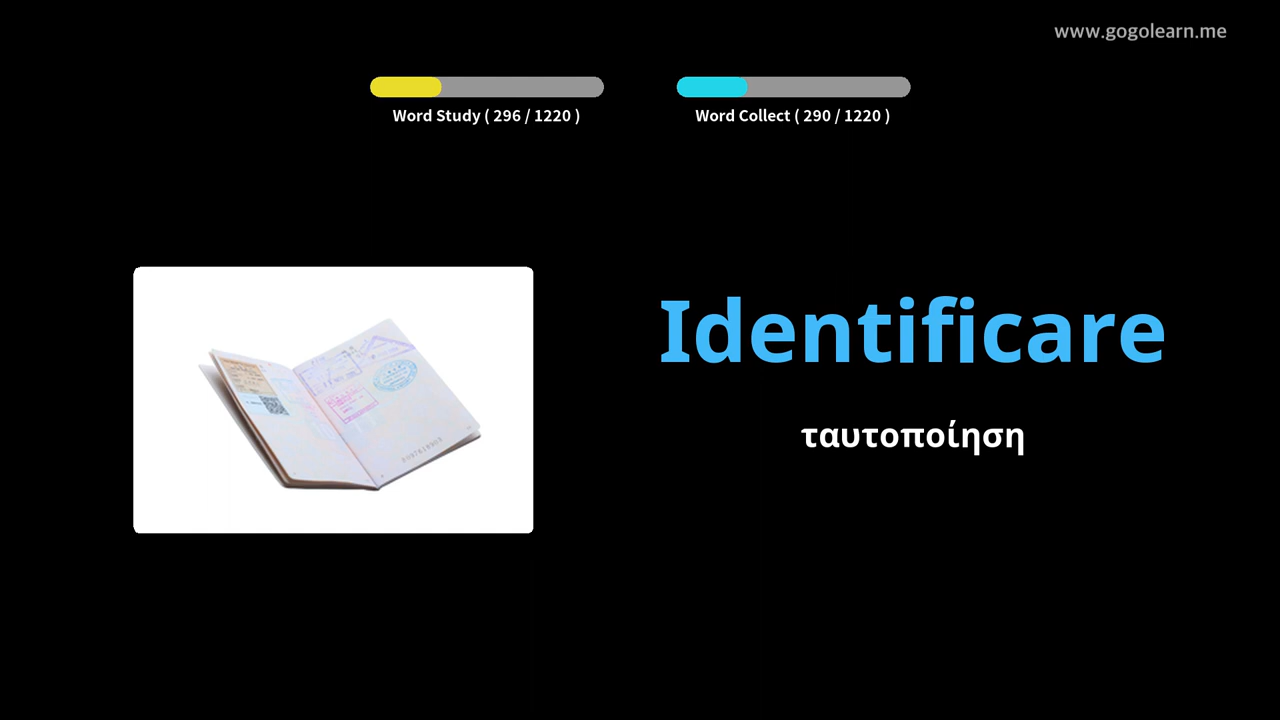 www.gogolearn.me
Word Study ( 296 / 1220 )
Word Collect ( 290 / 1220 )
Identificare
ταυτοποίηση